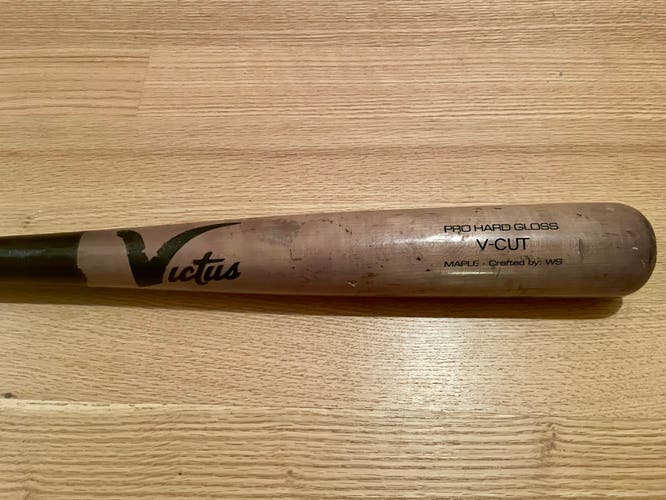 Victus
PRO HARD GLOSS
V-CUT
MAPLE - Crafted by: WS